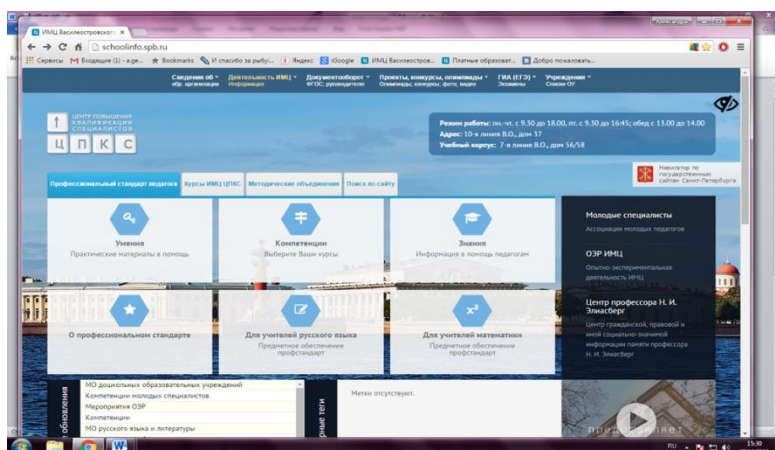 ИМЦ Василеостровског
schoolinfo.spb.ru
Сервисы Входящие (1) - a.ge... Bookmarks И спасибо за рыбу!... Яндекс iGoogle ИМЦ Василеостров... Платные образоват... Добро пожаловать...
Сведения об обр. организации
Деятельность ИМЦ Информация
Документооборот ФГОС, руководителю
Проекты, конкурсы, олимпиады Олимпиады, конкурсы, фото, видео
ГИА (ЕГЭ) Экзамены
Учреждения Списки ОУ
ЦЕНТР ПОВЫШЕНИЯ
КВАЛИФИКАЦИИ
СПЕЦИАЛИСТОВ
Ц П К С
Режим работы: пн.-чт. с 9.30 до 18.00, пт. с 9.30 до 16:45; обед с 13.00 до 14.00
Адрес: 10-я линия В.О., дом 37
Учебный корпус: 7-я линия В.О., дом 56/58
Навигатор по
государственным
сайтам Санкт-Петербурга
Профессиональный стандарт педагога Курсы ИМЦ ЦПКС Методические объединения Поиск по сайту
Умения
Практические материалы в помощь
Компетенции
Выберите Ваши курсы
Знания
Информация в помощь педагогам
О профессиональном стандарте
Для учителей русского языка
Предметное обеспечение
профстандарт
x²
Для учителей математики
Предметное обеспечение
профстандарт
Молодые специалисты
Ассоциация молодых педагогов
ОЭР ИМЦ
Опытно-экспериментальная
деятельность ИМЦ
Центр профессора Н. И.
Элиасберг
Центр гражданской, правовой и
иной социально-значимой
информации памяти профессора
Н. И. Элиасберг
обновления
МО дошкольных образовательных учреждений
Компетенции молодых специалистов
Мероприятия ОЭР
Компетенции
МО русского языка и литературы
рные теги
Метки отсутствуют.
представляет
RU
15:30